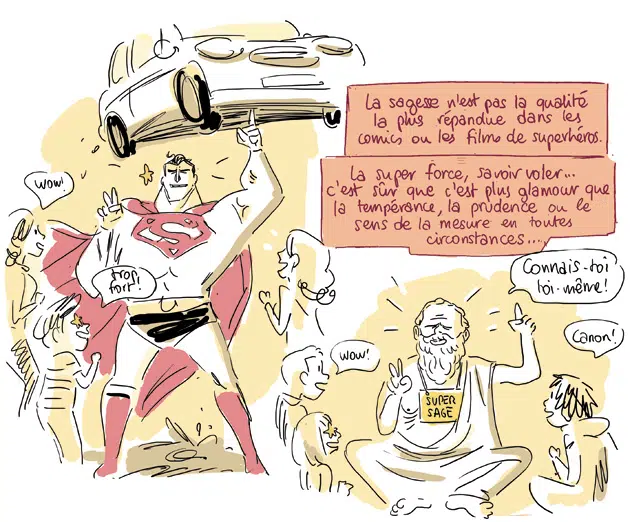 La sagesse n'est pas la qualité
la plus répandue dans les
comics ou les films de superhéros.
La super force, savoir voler...
c'est sûr que c'est plus glamour que
la tempérance, la prudence ou le
sens de la mesure en toutes
circonstances...
WOW!
trop
fort!
S
Connais-toi
toi-même!
WOW!
Canon!
SUPER
SAGE